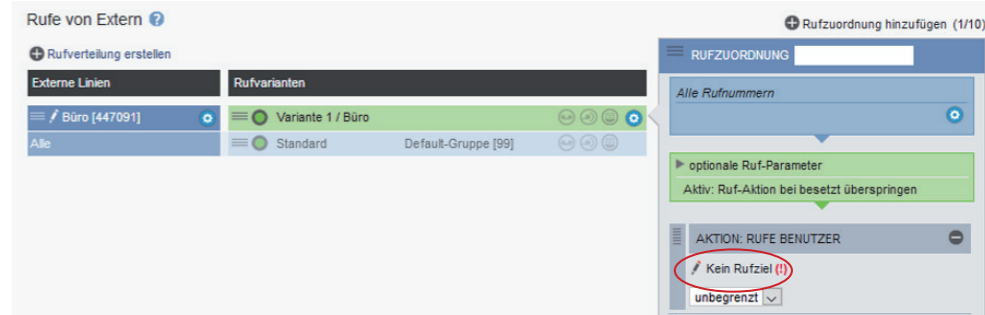 Rufe von Extern ?
Rufzuordnung hinzufügen (1/10)
Rufverteilung erstellen
Externe Linien
Rufvarianten
Büro [447091]
Variante 1 / Büro
Alle
Standard Default-Gruppe [99]
RUFZUORDNUNG
Alle Rufnummern
optionale Ruf-Parameter
Aktiv: Ruf-Aktion bei besetzt überspringen
AKTION: RUFE BENUTZER
Kein Rufziel (!)
unbegrenzt